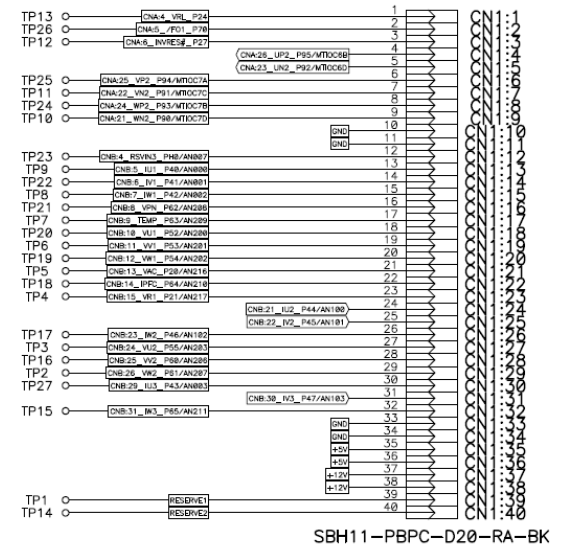 TP13 CNA:4_VRL_P24 1 CN1:1
TP26 CNA:5_/FO1_P70 2 CN1:2
TP12 CNA:6_INVRES#_P27 3 CN1:3
CNA:26_UP2_P95/MTIOC6B 4 CN1:4
CNA:23_UN2_P92/MTIOC6D 5 CN1:5
TP25 CNA:25_VP2_P94/MTIOC7A 6 CN1:6
TP11 CNA:22_VN2_P91/MTIOC7C 7 CN1:7
TP24 CNA:24_WP2_P93/MTIOC7B 8 CN1:8
TP10 CNA:21_WN2_P90/MTIOC7D 9 CN1:9
GND 10 CN1:10
GND 11 CN1:11
TP23 CNB:4_RSVIN3_PH0/AN007 12 CN1:12
TP9 CNB:5_IU1_P40/AN000 13 CN1:13
TP22 CNB:6_IV1_P41/AN001 14 CN1:14
TP8 CNB:7_IW1_P42/AN002 15 CN1:15
TP21 CNB:8_VPN_P62/AN208 16 CN1:16
TP7 CNB:9_TEMP_P63/AN209 17 CN1:17
TP20 CNB:10_VU1_P52/AN200 18 CN1:18
TP6 CNB:11_VV1_P53/AN201 19 CN1:19
TP19 CNB:12_VW1_P54/AN202 20 CN1:20
TP5 CNB:13_VAC_P20/AN216 21 CN1:21
TP18 CNB:14_IPFC_P64/AN210 22 CN1:22
TP4 CNB:15_VR1_P21/AN217 23 CN1:23
CNB:21_IU2_P44/AN100 24 CN1:24
CNB:22_IV2_P45/AN101 25 CN1:25
TP17 CNB:23_IW2_P46/AN102 26 CN1:26
TP3 CNB:24_VU2_P55/AN203 27 CN1:27
TP16 CNB:25_VV2_P60/AN206 28 CN1:28
TP2 CNB:26_VW2_P61/AN207 29 CN1:29
TP27 CNB:29_IU3_P43/AN003 30 CN1:30
CNB:30_IV3_P47/AN103 31 CN1:31
TP15 CNB:31_IW3_P65/AN211 32 CN1:32
GND 33 CN1:33
GND 34 CN1:34
+5V 35 CN1:35
+5V 36 CN1:36
+12V 37 CN1:37
+12V 38 CN1:38
TP1 RESERVE1 39 CN1:39
TP14 RESERVE2 40 CN1:40
SBH11-PBPC-D20-RA-BK